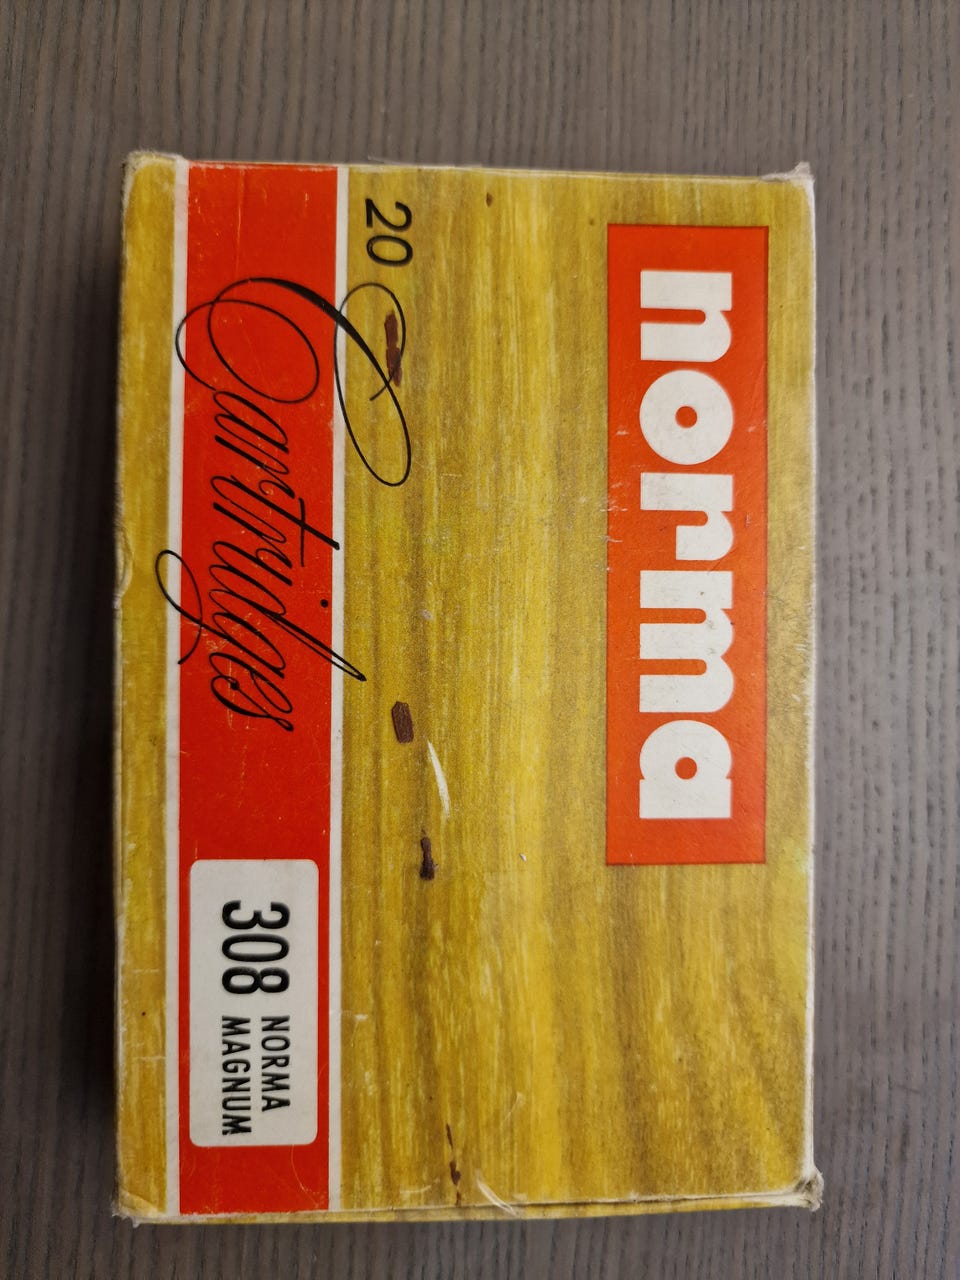 norma
20 Cartridges
308 NORMA
MAGNUM